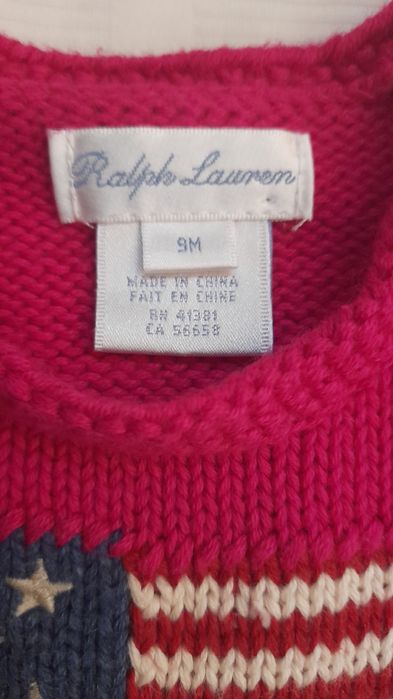 Ralph Lauren
9M
MADE IN CHINA
FAIT EN CHINE
RN 41381
CA 56658